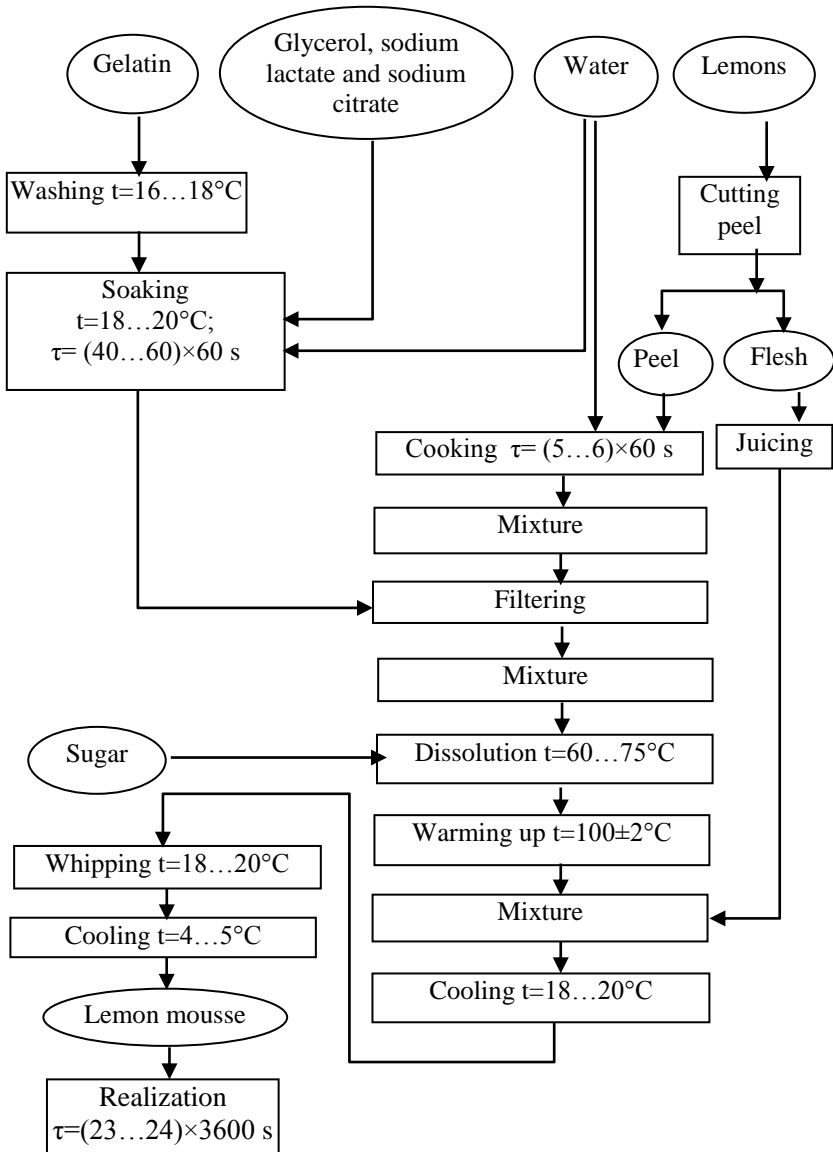 Gelatin
Glycerol, sodium
lactate and sodium
citrate
Water
Lemons
Washing t=16…18°C
Cutting
peel
Soaking
t=18…20°C;
τ= (40…60)×60 s
Peel
Flesh
Cooking τ= (5…6)×60 s
Juicing
Mixture
Filtering
Mixture
Sugar
Dissolution t=60…75°C
Warming up t=100±2°C
Whipping t=18…20°C
Mixture
Cooling t=4…5°C
Cooling t=18…20°C
Lemon mousse
Realization
τ=(23…24)×3600 s